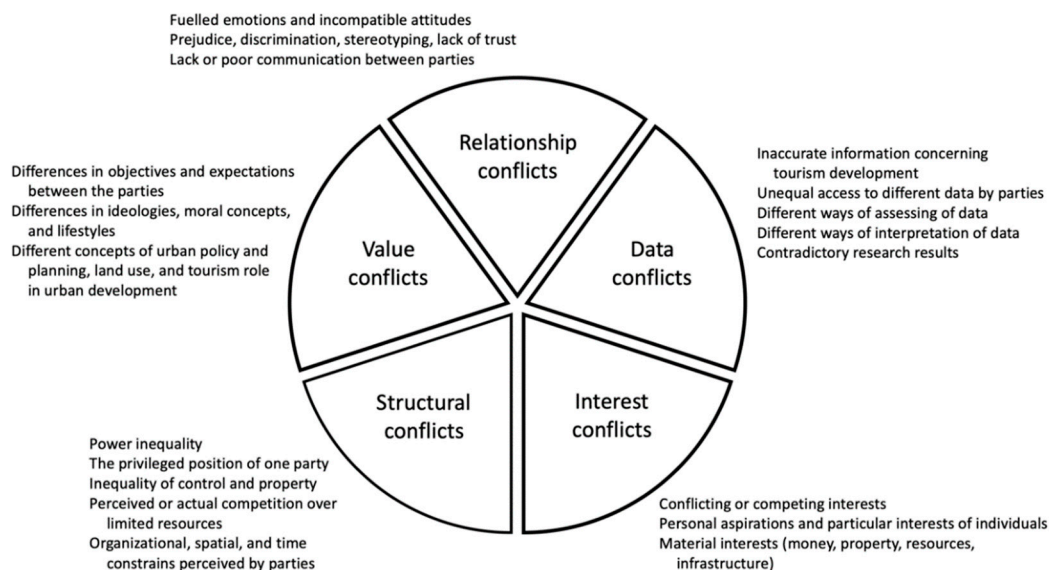 Fuelled emotions and incompatible attitudes
Prejudice, discrimination, stereotyping, lack of trust
Lack or poor communication between parties
Relationship
conflicts
Inaccurate information concerning
tourism development
Unequal access to different data by parties
Different ways of assessing of data
Different ways of interpretation of data
Contradictory research results
Data
conflicts
Differences in objectives and expectations
between the parties
Differences in ideologies, moral concepts,
and lifestyles
Different concepts of urban policy and
planning, land use, and tourism role
in urban development
Value
conflicts
Structural
conflicts
Interest
conflicts
Power inequality
The privileged position of one party
Inequality of control and property
Perceived or actual competition over
limited resources
Organizational, spatial, and time
constrains perceived by parties
Conflicting or competing interests
Personal aspirations and particular interests of individuals
Material interests (money, property, resources,
infrastructure)